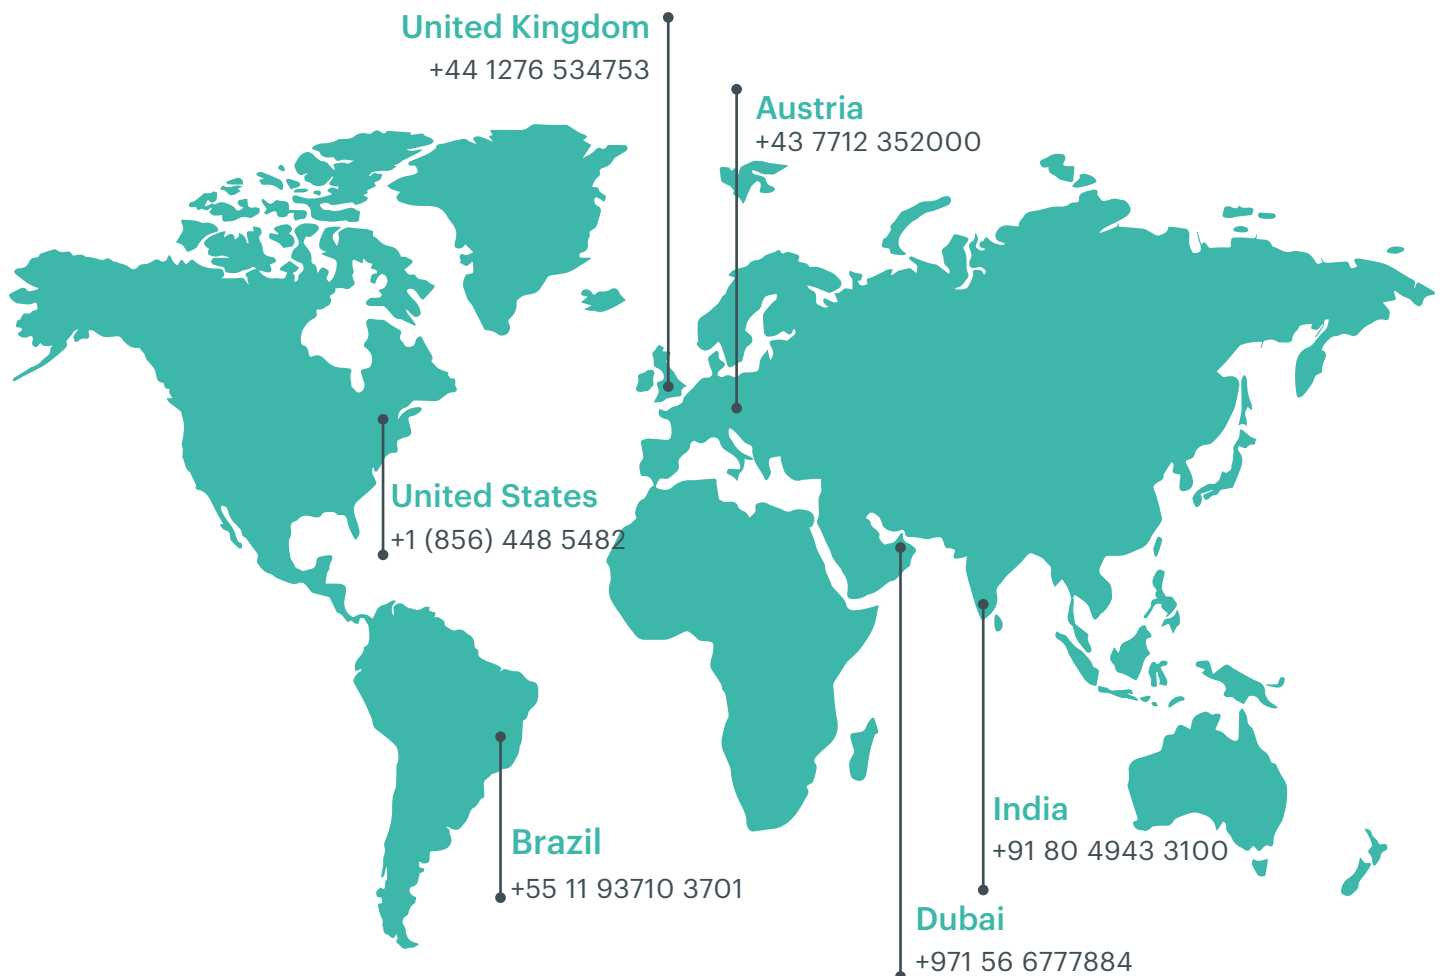 United Kingdom
+44 1276 534753
Austria
+43 7712 352000
United States
+1 (856) 448 5482
Brazil
+55 11 93710 3701
India
+91 80 4943 3100
Dubai
+971 56 6777884